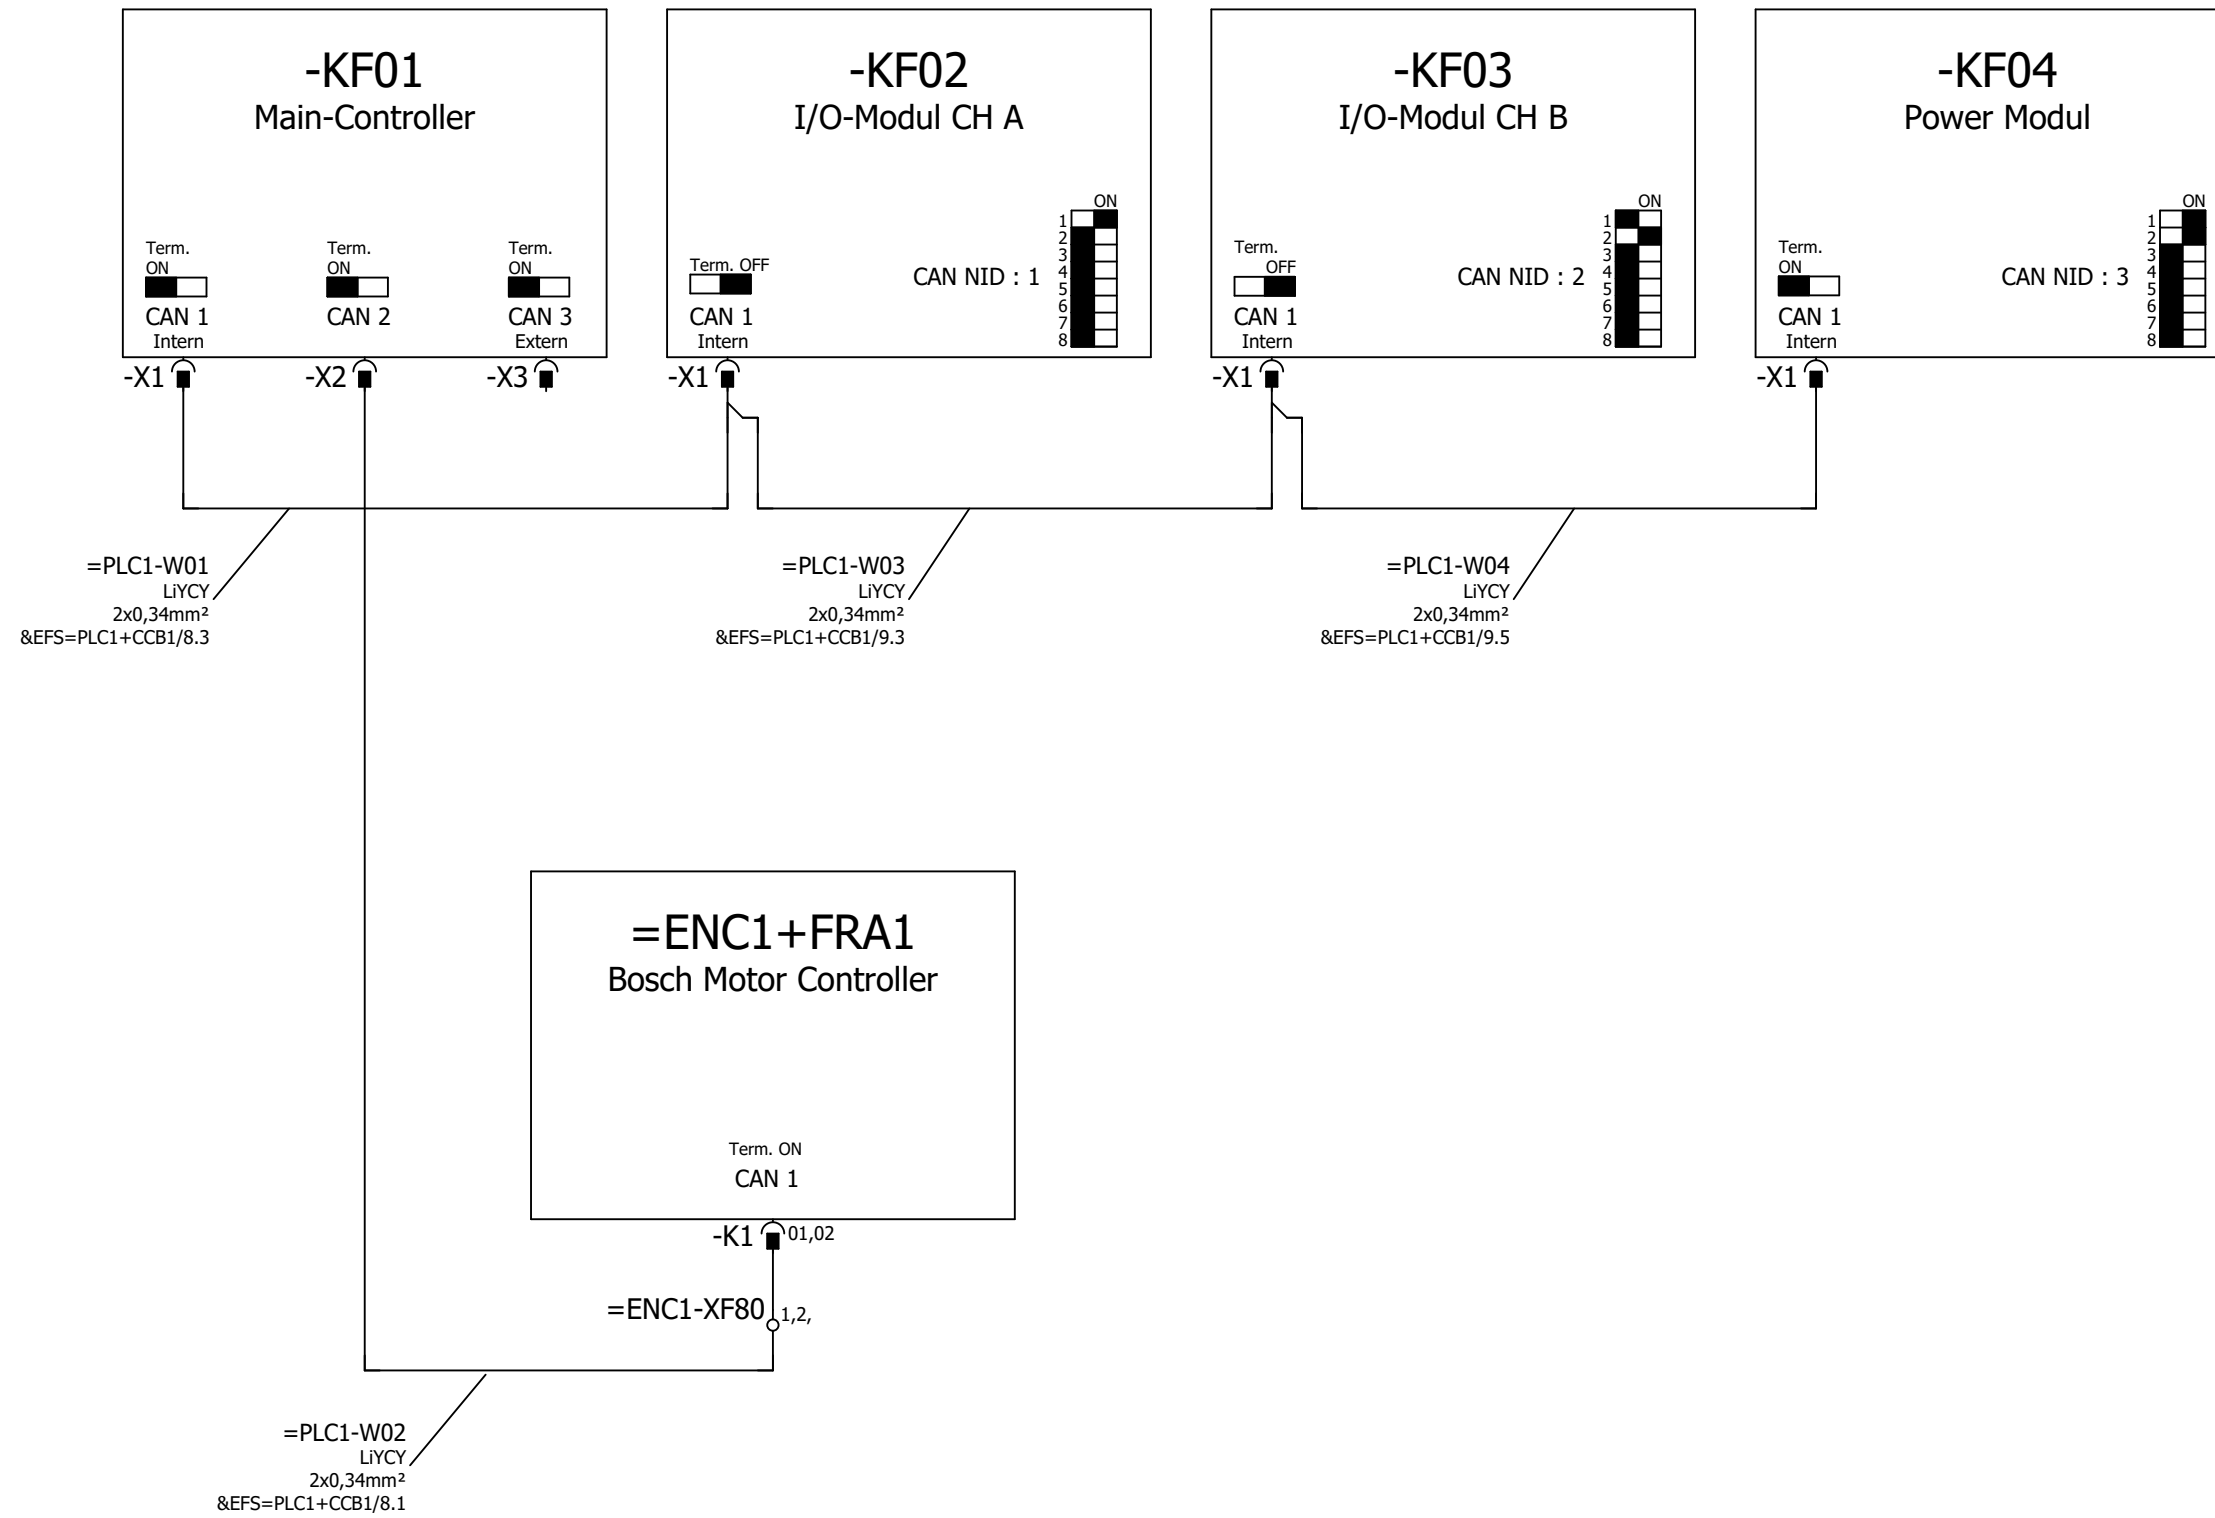 -KF01
Main-Controller
Term.
ON
CAN 1
Intern
Term.
ON
CAN 2
Term.
ON
CAN 3
Extern
-X1
-X2
-X3
-KF02
I/O-Modul CH A
Term. OFF
CAN 1
Intern
CAN NID : 1
ON
1
2
3
4
5
6
7
8
-X1
-KF03
I/O-Modul CH B
Term.
OFF
CAN 1
Intern
CAN NID : 2
ON
1
2
3
4
5
6
7
8
-X1
-KF04
Power Modul
Term.
ON
CAN 1
Intern
CAN NID : 3
ON
1
2
3
4
5
6
7
8
-X1
=PLC1-W01
LiYCY
2x0,34mm²
&EFS=PLC1+CCB1/8.3
=PLC1-W03
LiYCY
2x0,34mm²
&EFS=PLC1+CCB1/9.3
=PLC1-W04
LiYCY
2x0,34mm²
&EFS=PLC1+CCB1/9.5
=ENC1+FRA1
Bosch Motor Controller
Term. ON
CAN 1
-K1 01,02
=ENC1-XF80 1,2,
=PLC1-W02
LiYCY
2x0,34mm²
&EFS=PLC1+CCB1/8.1